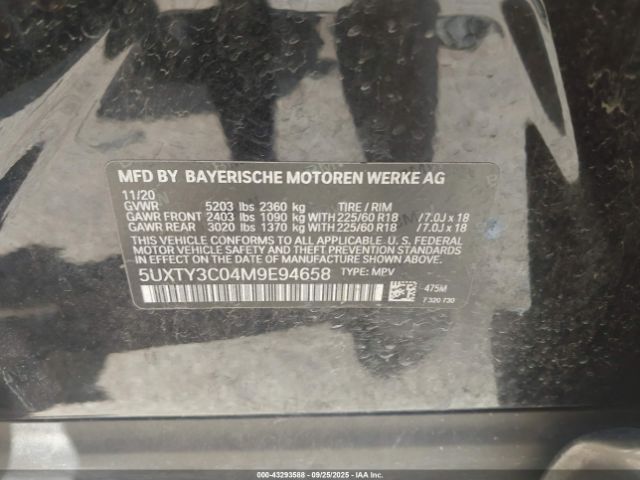 MFD BY BAYERISCHE MOTOREN WERKE AG
11/20
GVWR 5203 lbs 2360 kg TIRE / RIM
GAWR FRONT 2403 lbs 1090 kg WITH 225/60 R18 /7.0J x 18
GAWR REAR 3020 lbs 1370 kg WITH 225/60 R18 /7.0J x 18
THIS VEHICLE CONFORMS TO ALL APPLICABLE U. S. FEDERAL
MOTOR VEHICLE SAFETY AND THEFT PREVENTION STANDARDS
IN EFFECT ON THE DATE OF MANUFACTURE SHOWN ABOVE.
5UXTY3C04M9E94658 TYPE: MPV
475M
7 320 730
000-43293588 - 09/25/2025 - IAA Inc.